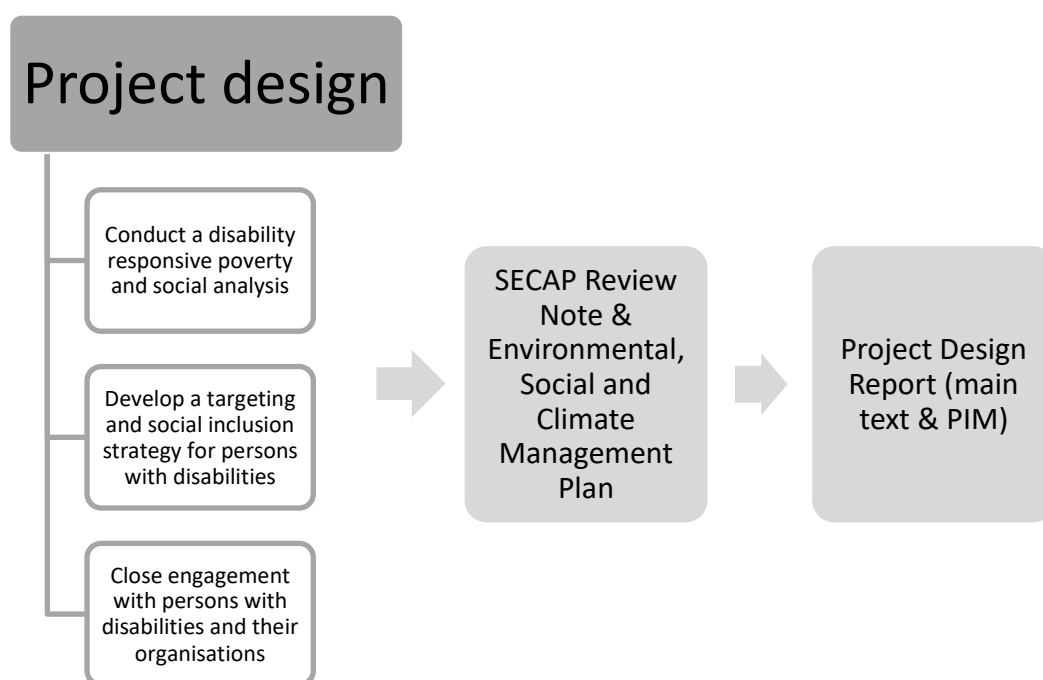 Project design
Conduct a disability
responsive poverty
and social analysis
Develop a targeting
and social inclusion
strategy for persons
with disabilities
Close engagement
with persons with
disabilities and their
organisations
SECAP Review
Note &
Environmental,
Social and
Climate
Management
Plan
Project Design
Report (main
text & PIM)